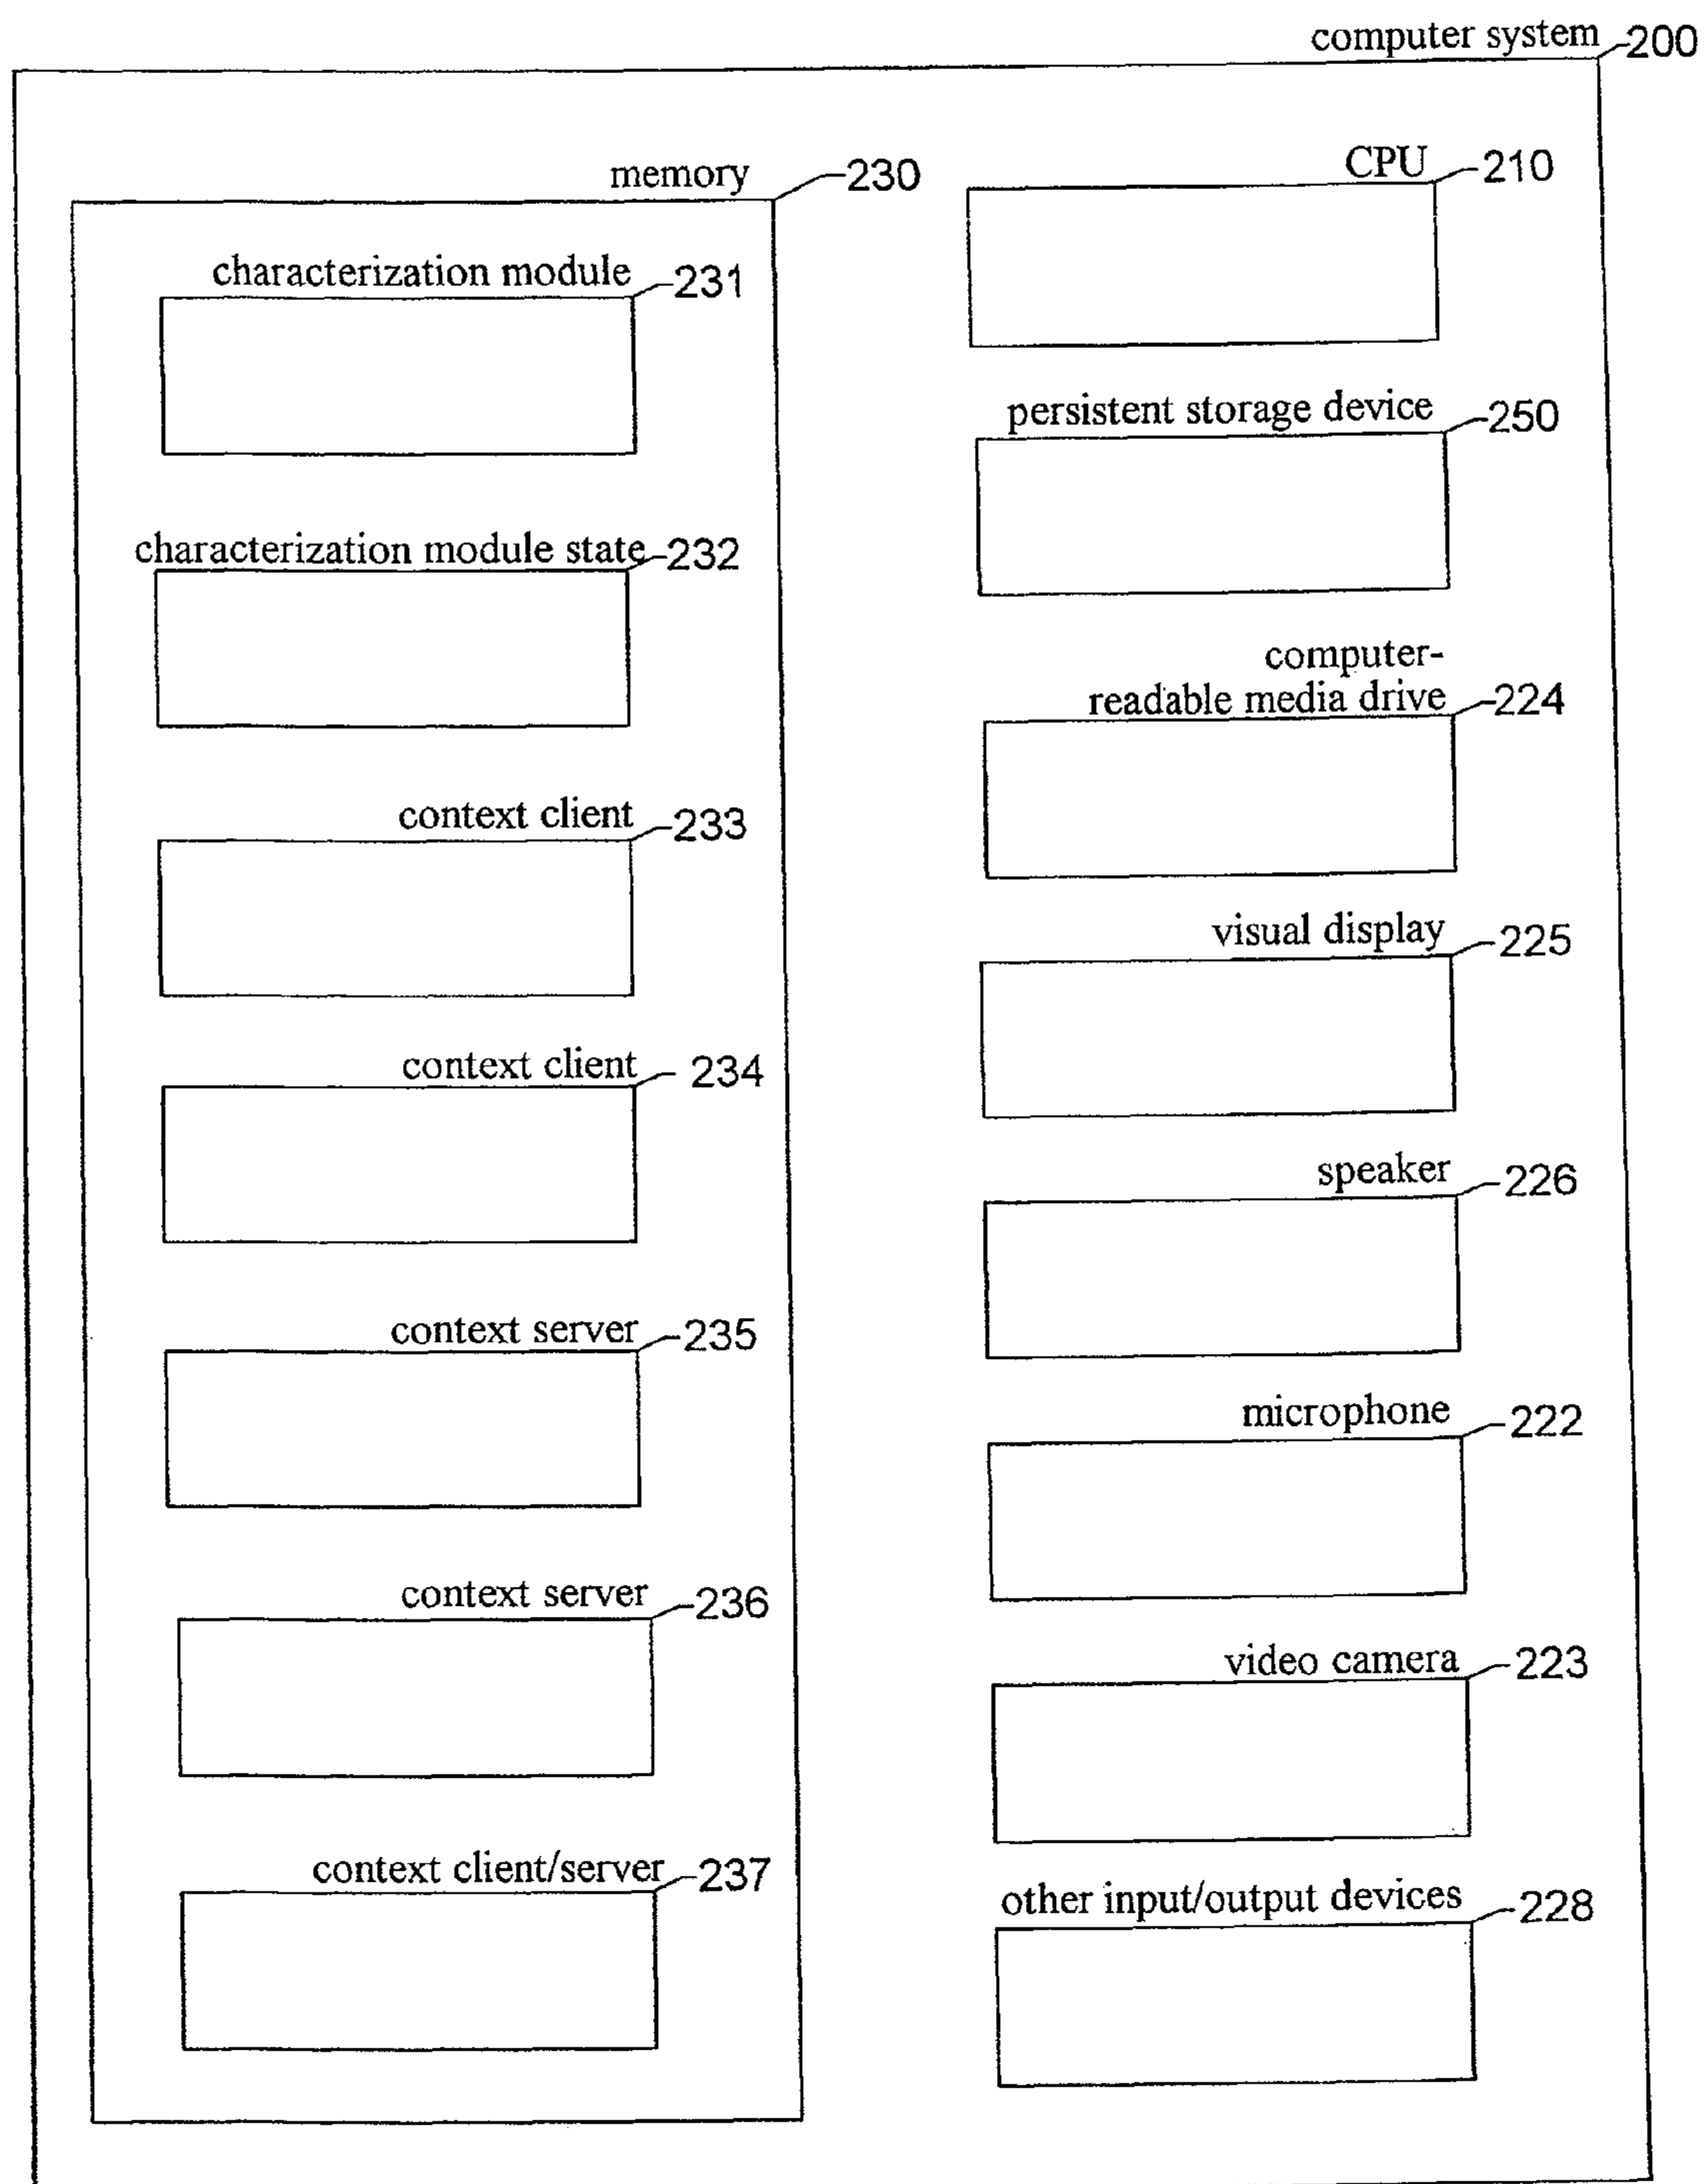 computer system 200
memory 230
characterization module 231
characterization module state 232
context client 233
context client 234
context server 235
context server 236
context client/server 237
CPU 210
persistent storage device 250
computer-
readable media drive 224
visual display 225
speaker 226
microphone 222
video camera 223
other input/output devices 228